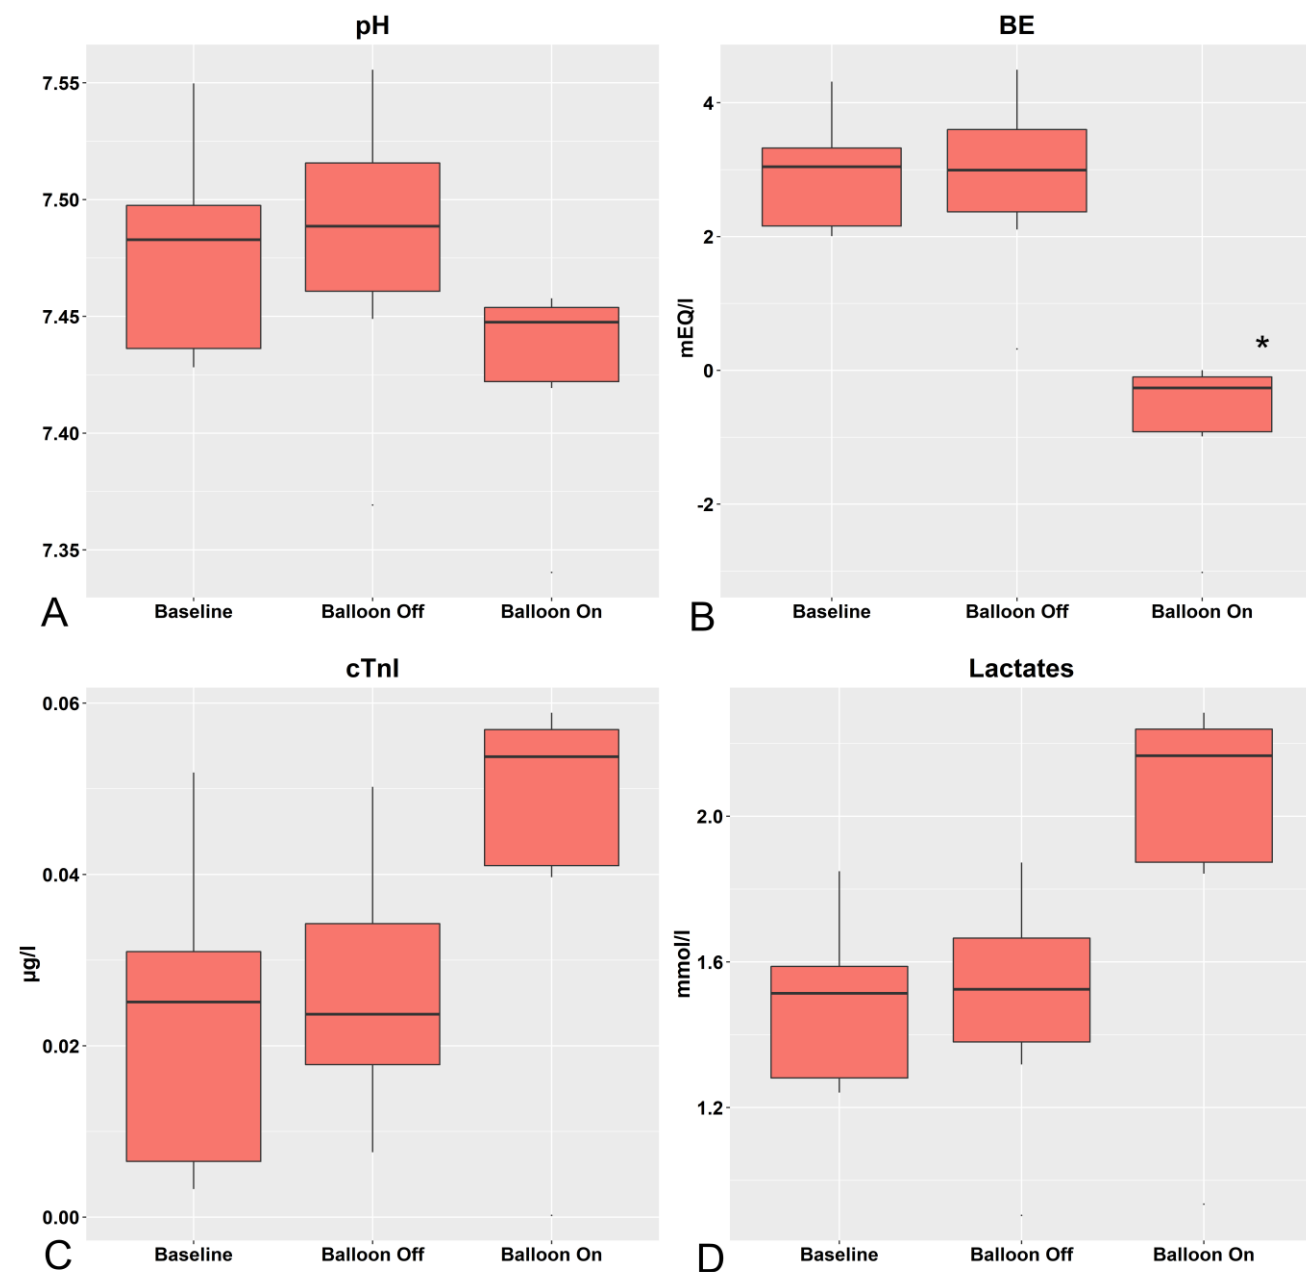 pH
7.55
7.50
7.45
7.40
7.35
Baseline Balloon Off Balloon On
A
BE
mEQ/l
4
2
0
-2
*
Baseline Balloon Off Balloon On
B
cTnI
µg/l
0.06
0.04
0.02
0.00
Baseline Balloon Off Balloon On
C
Lactates
mmol/l
2.0
1.6
1.2
Baseline Balloon Off Balloon On
D